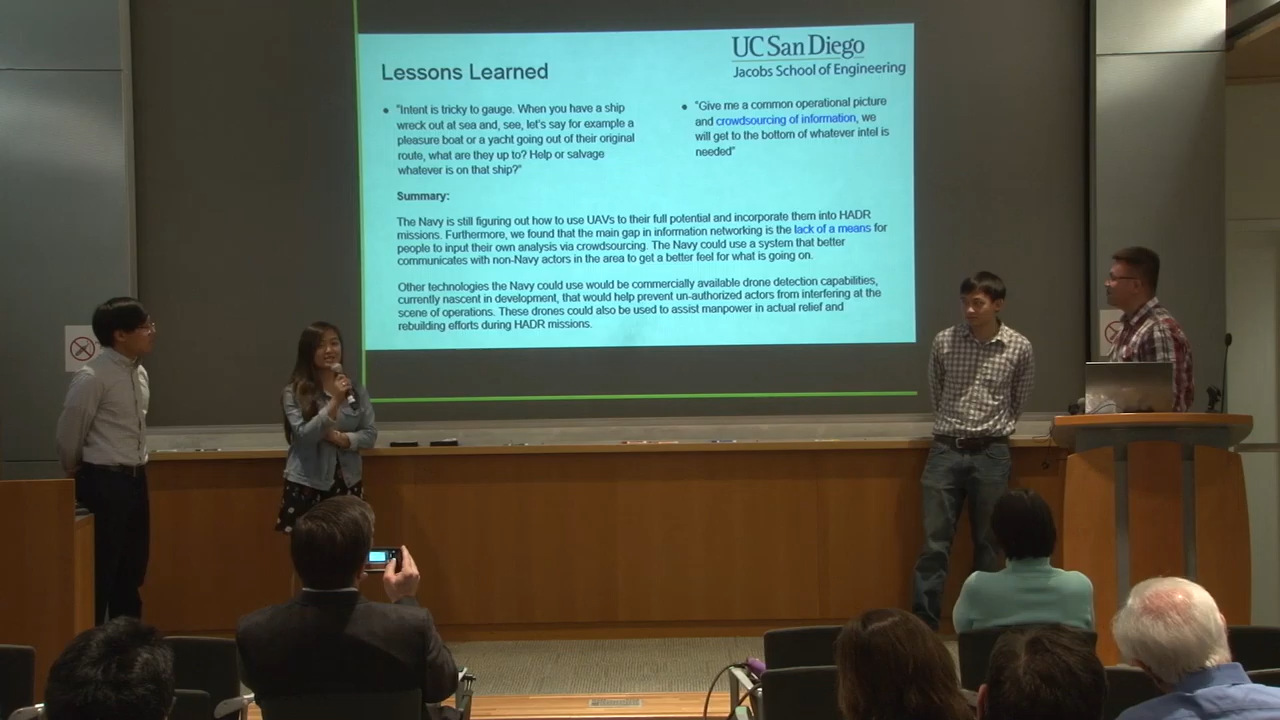 UC San Diego
Jacobs School of Engineering
Lessons Learned
"Intent is tricky to gauge. When you have a ship
wreck out at sea and, see, let's say for example a
pleasure boat or a yacht going out of their original
route, what are they up to? Help or salvage
whatever is on that ship?"
"Give me a common operational picture
and crowdsourcing of information, we
will get to the bottom of whatever intel is
needed"
Summary:
The Navy is still figuring out how to use UAVs to their full potential and incorporate them into HADR
missions. Furthermore, we found that the main gap in information networking is the lack of a means for
people to input their own analysis via crowdsourcing. The Navy could use a system that better
communicates with non-Navy actors in the area to get a better feel for what is going on.
Other technologies the Navy could use would be commercially available drone detection capabilities,
currently nascent in development, that would help prevent un-authorized actors from interfering at the
scene of operations. These drones could also be used to assist manpower in actual relief and
rebuilding efforts during HADR missions.